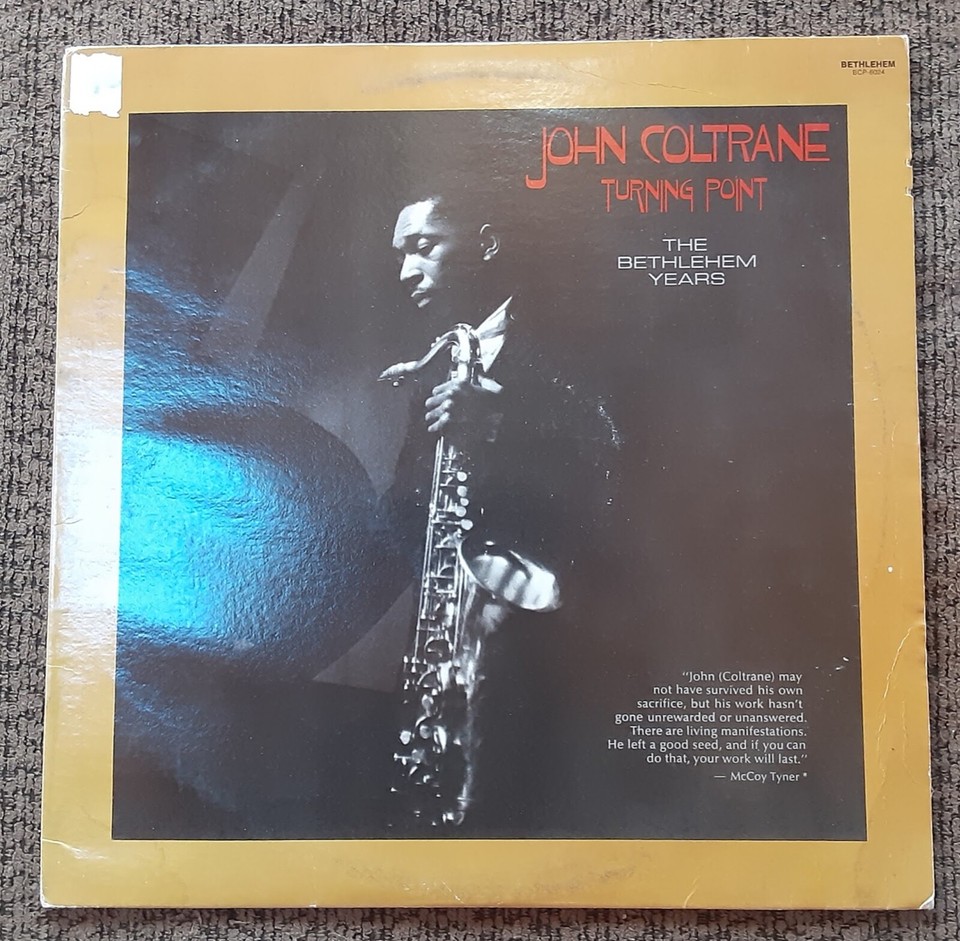 BETHLEHEM
BCP-6024
JOHN COLTRANE
TURNING POINT
THE
BETHLEHEM
YEARS
"John (Coltrane) may
not have survived his own
sacrifice, but his work hasn't
gone unrewarded or unanswered.
There are living manifestations.
He left a good seed, and if you can
do that, your work will last."
— McCoy Tyner *